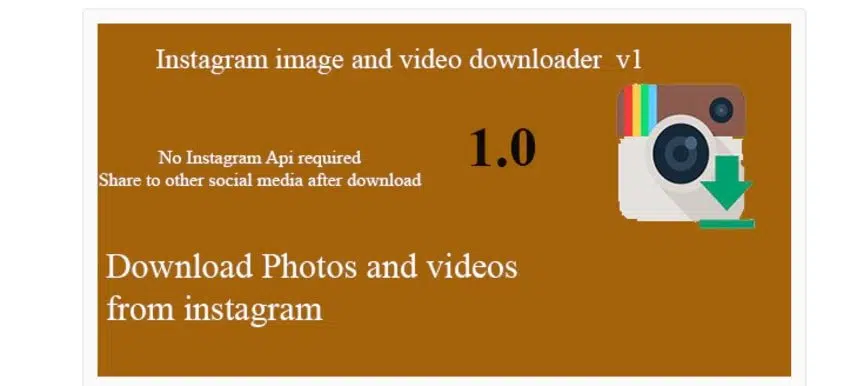 Instagram image and video downloader v1
1.0
No Instagram Api required
Share to other social media after download
Download Photos and videos
from instagram